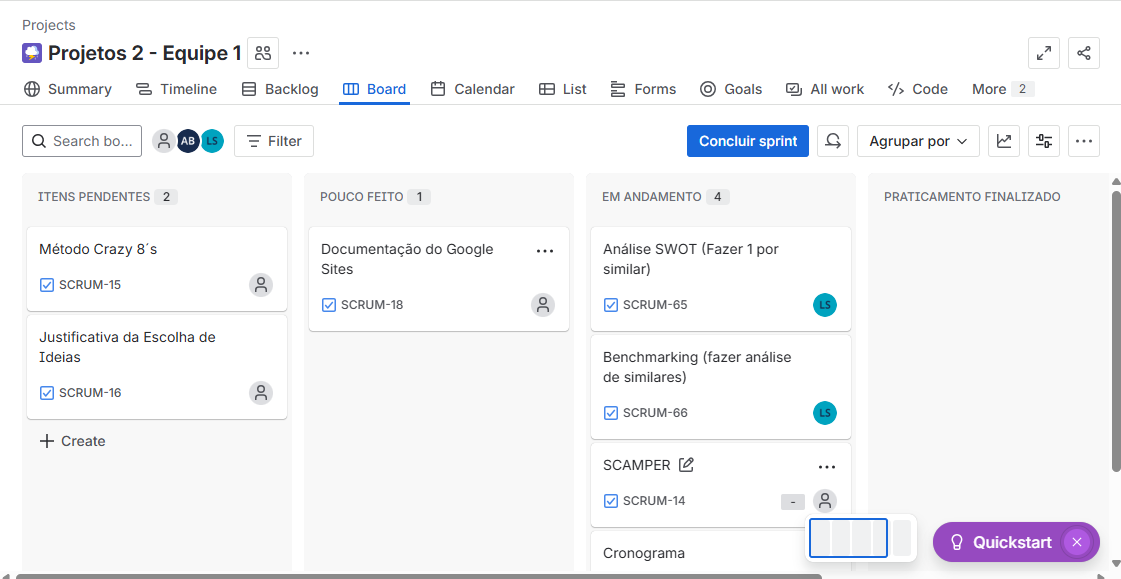 Projects
Projetos 2 - Equipe 1
Summary Timeline Backlog Board Calendar List Forms Goals All work Code More 2
Search bo... AB LS Filter Concluir sprint Agrupar por
ITENS PENDENTES 2
Método Crazy 8´s
SCRUM-15
Justificativa da Escolha de
Ideias
SCRUM-16
Create
POUCO FEITO 1
Documentação do Google
Sites
SCRUM-18
EM ANDAMENTO 4
Análise SWOT (Fazer 1 por
similar)
SCRUM-65 LS
Benchmarking (fazer análise
de similares)
SCRUM-66 LS
SCAMPER
SCRUM-14 -
Cronograma
PRATICAMENTO FINALIZADO
Quickstart